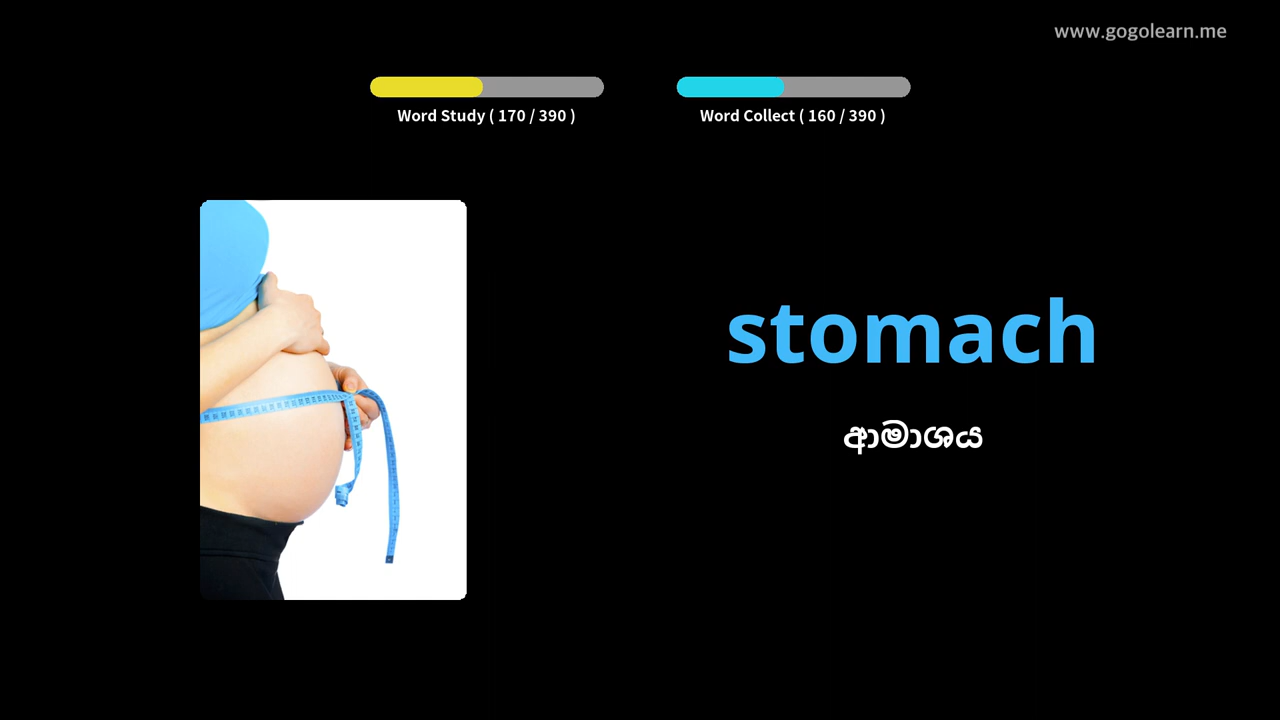 www.gogolearn.me
Word Study ( 170 / 390 )
Word Collect ( 160 / 390 )
stomach
ආමාශය